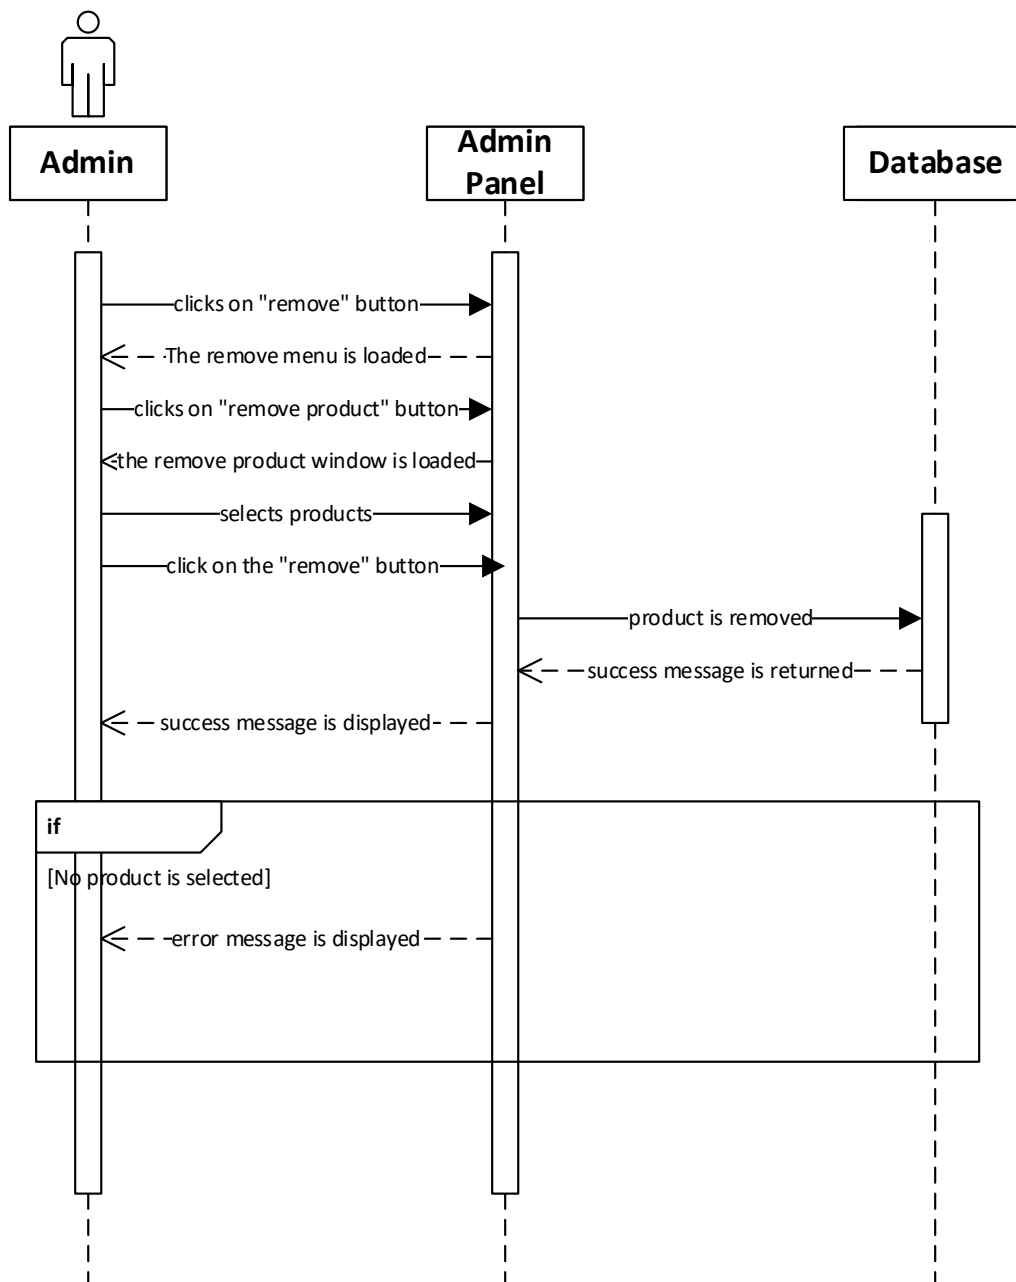 Admin
Admin
Panel
Database
clicks on "remove" button
The remove menu is loaded
clicks on "remove product" button
the remove product window is loaded
selects products
click on the "remove" button
product is removed
success message is returned
success message is displayed
if
[No product is selected]
error message is displayed